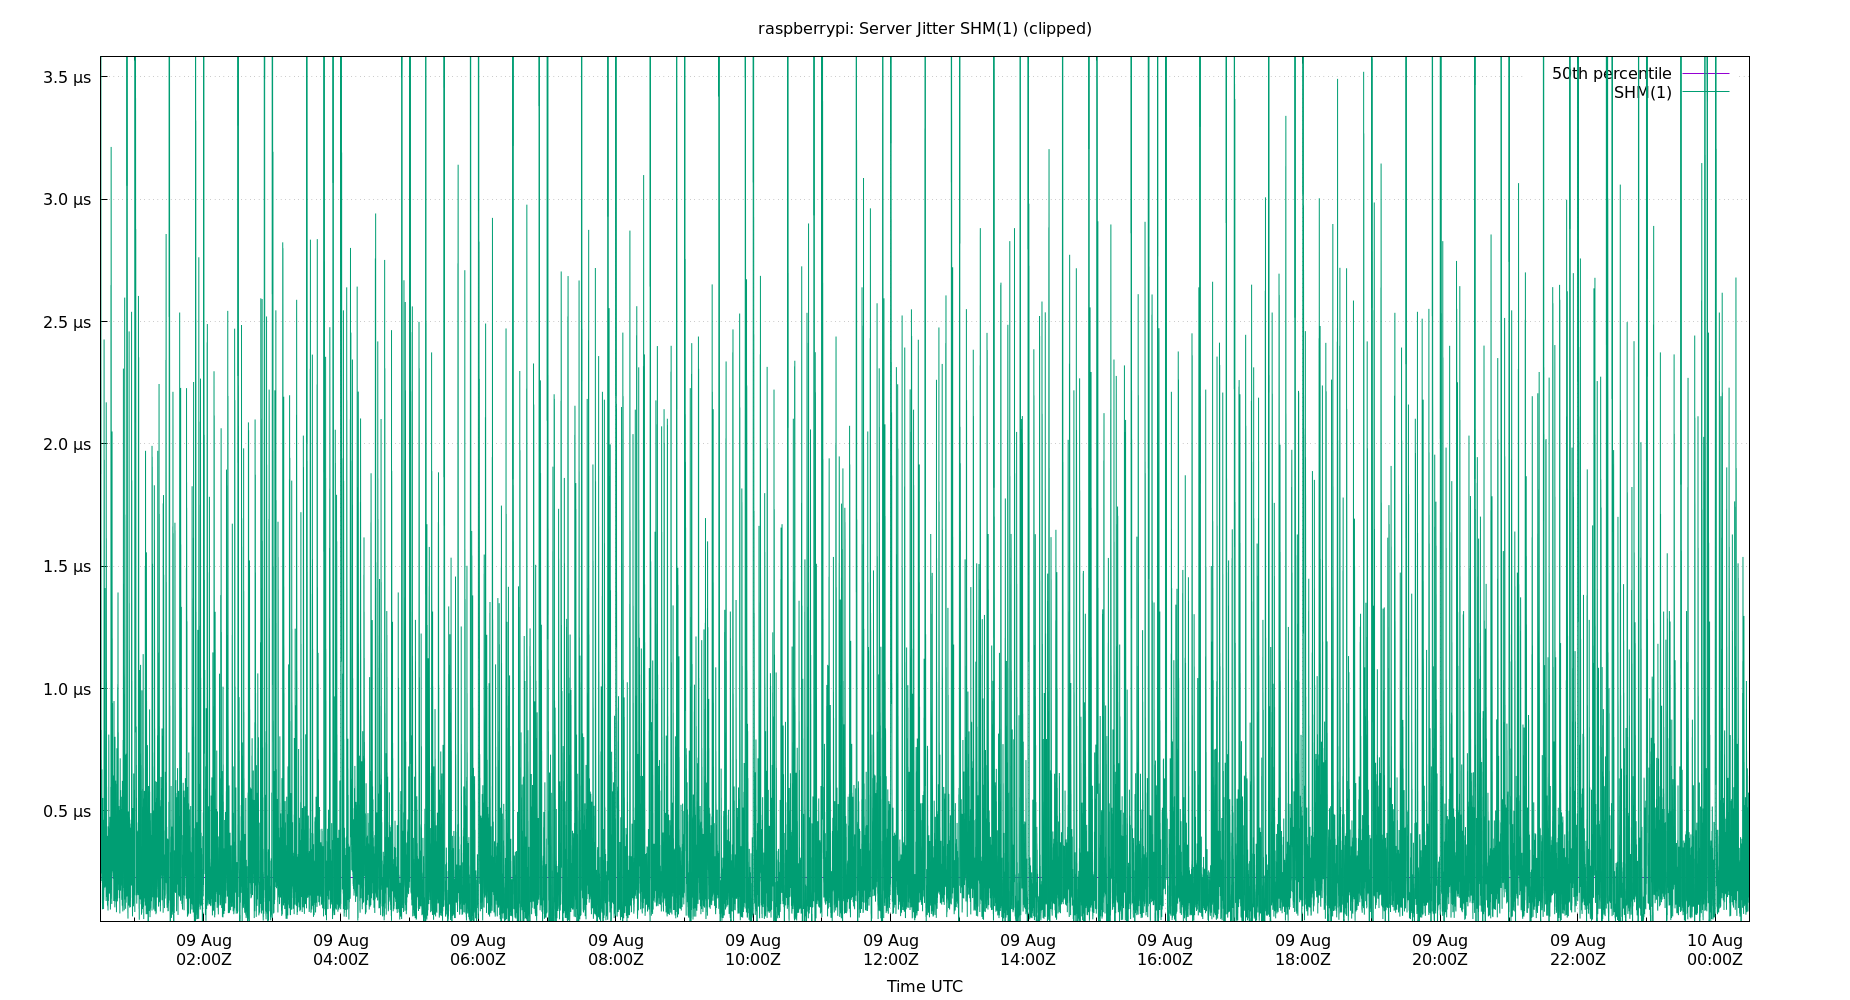 raspberrypi: Server Jitter SHM(1) (clipped)
3.5 µs
3.0 µs
2.5 µs
2.0 µs
1.5 µs
1.0 µs
0.5 µs
50th percentile
SHM(1)
09 Aug 09 Aug 09 Aug 09 Aug 09 Aug 09 Aug 09 Aug 09 Aug 09 Aug 09 Aug 09 Aug 10 Aug
02:00Z 04:00Z 06:00Z 08:00Z 10:00Z 12:00Z 14:00Z 16:00Z 18:00Z 20:00Z 22:00Z 00:00Z
Time UTC